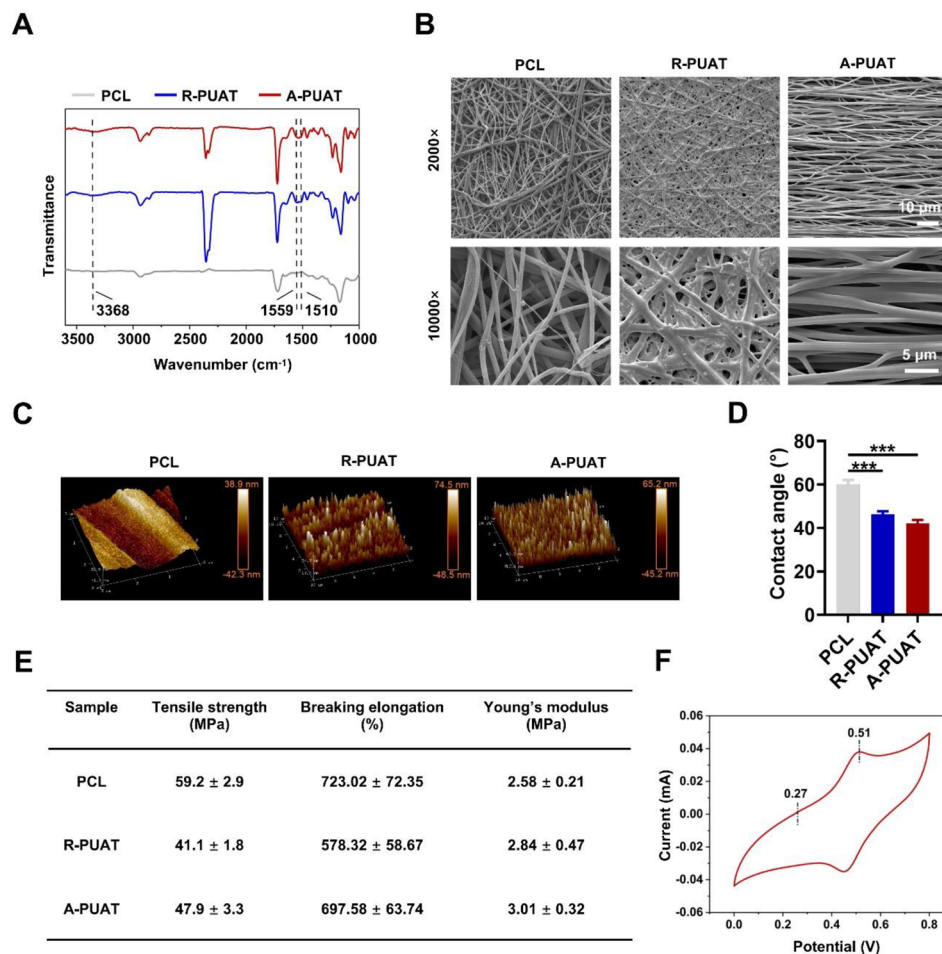 A
PCL R-PUAT A-PUAT
Transmittance
3368
1559
1510
3500 3000 2500 2000 1500 1000
Wavenumber (cm⁻¹)
B
PCL R-PUAT A-PUAT
2000×
10 μm
10000×
5 μm
C
PCL R-PUAT A-PUAT
38.9 nm
-42.3 nm
74.5 nm
-48.5 nm
65.2 nm
-45.2 nm
D
Contact angle (°)
80
60
40
20
0
***
***
PCL
R-PUAT
A-PUAT
E
Sample Tensile strength (MPa) Breaking elongation (%) Young's modulus (MPa)
PCL 59.2 ± 2.9 723.02 ± 72.35 2.58 ± 0.21
R-PUAT 41.1 ± 1.8 578.32 ± 58.67 2.84 ± 0.47
A-PUAT 47.9 ± 3.3 697.58 ± 63.74 3.01 ± 0.32
F
Current (mA)
0.06
0.04
0.02
0.00
-0.02
-0.04
-0.06
0.27
0.51
0.0 0.2 0.4 0.6 0.8
Potential (V)